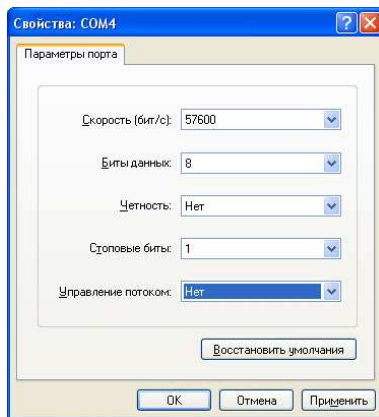 Свойства: COM4
Параметры порта
Скорость (бит/с): 57600
Биты данных: 8
Четность: Нет
Стоповые биты: 1
Управление потоком: Нет
Восстановить умолчания
OK Отмена Применить